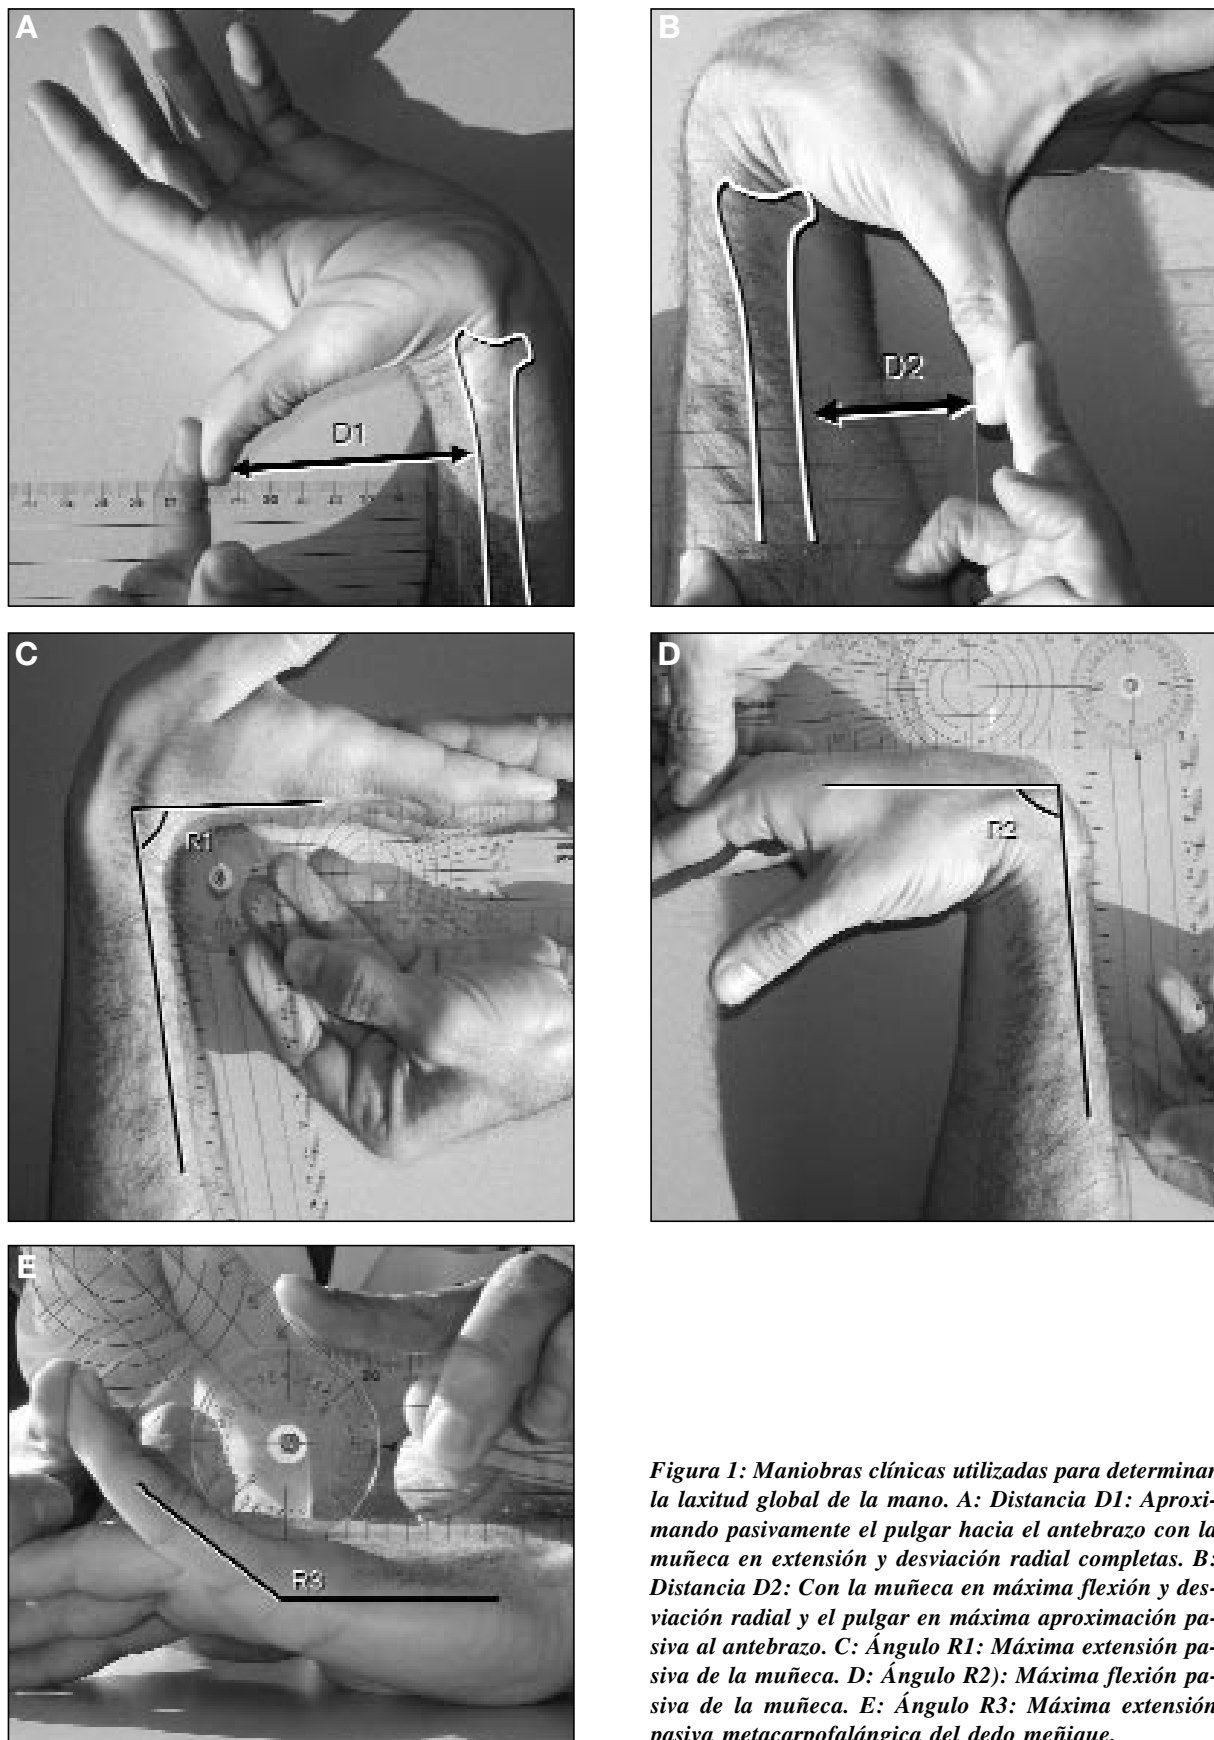 A
D1
B
D2
C
R1
D
R2
E
R3
Figura 1: Maniobras clínicas utilizadas para determinar
la laxitud global de la mano. A: Distancia D1: Aproxi-
mando pasivamente el pulgar hacia el antebrazo con la
muñeca en extensión y desviación radial completas. B:
Distancia D2: Con la muñeca en máxima flexión y des-
viación radial y el pulgar en máxima aproximación pa-
siva al antebrazo. C: Ángulo R1: Máxima extensión pa-
siva de la muñeca. D: Ángulo R2): Máxima flexión pa-
siva de la muñeca. E: Ángulo R3: Máxima extensión
pasiva metacarpofalángica del dedo meñique.